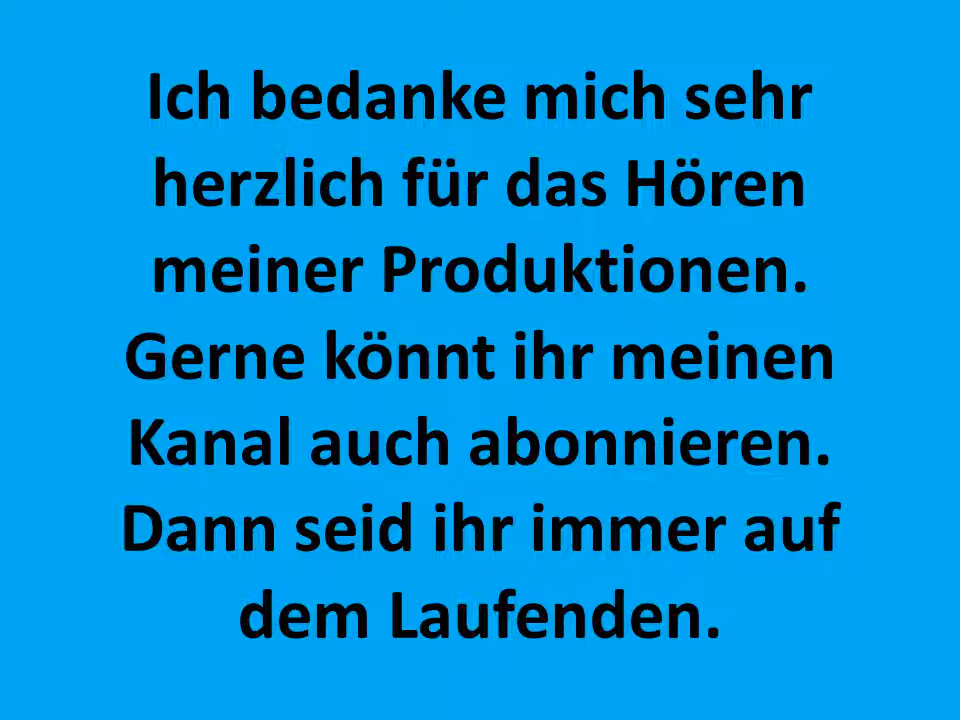 Ich bedanke mich sehr
herzlich für das Hören
meiner Produktionen.
Gerne könnt ihr meinen
Kanal auch abonnieren.
Dann seid ihr immer auf
dem Laufenden.